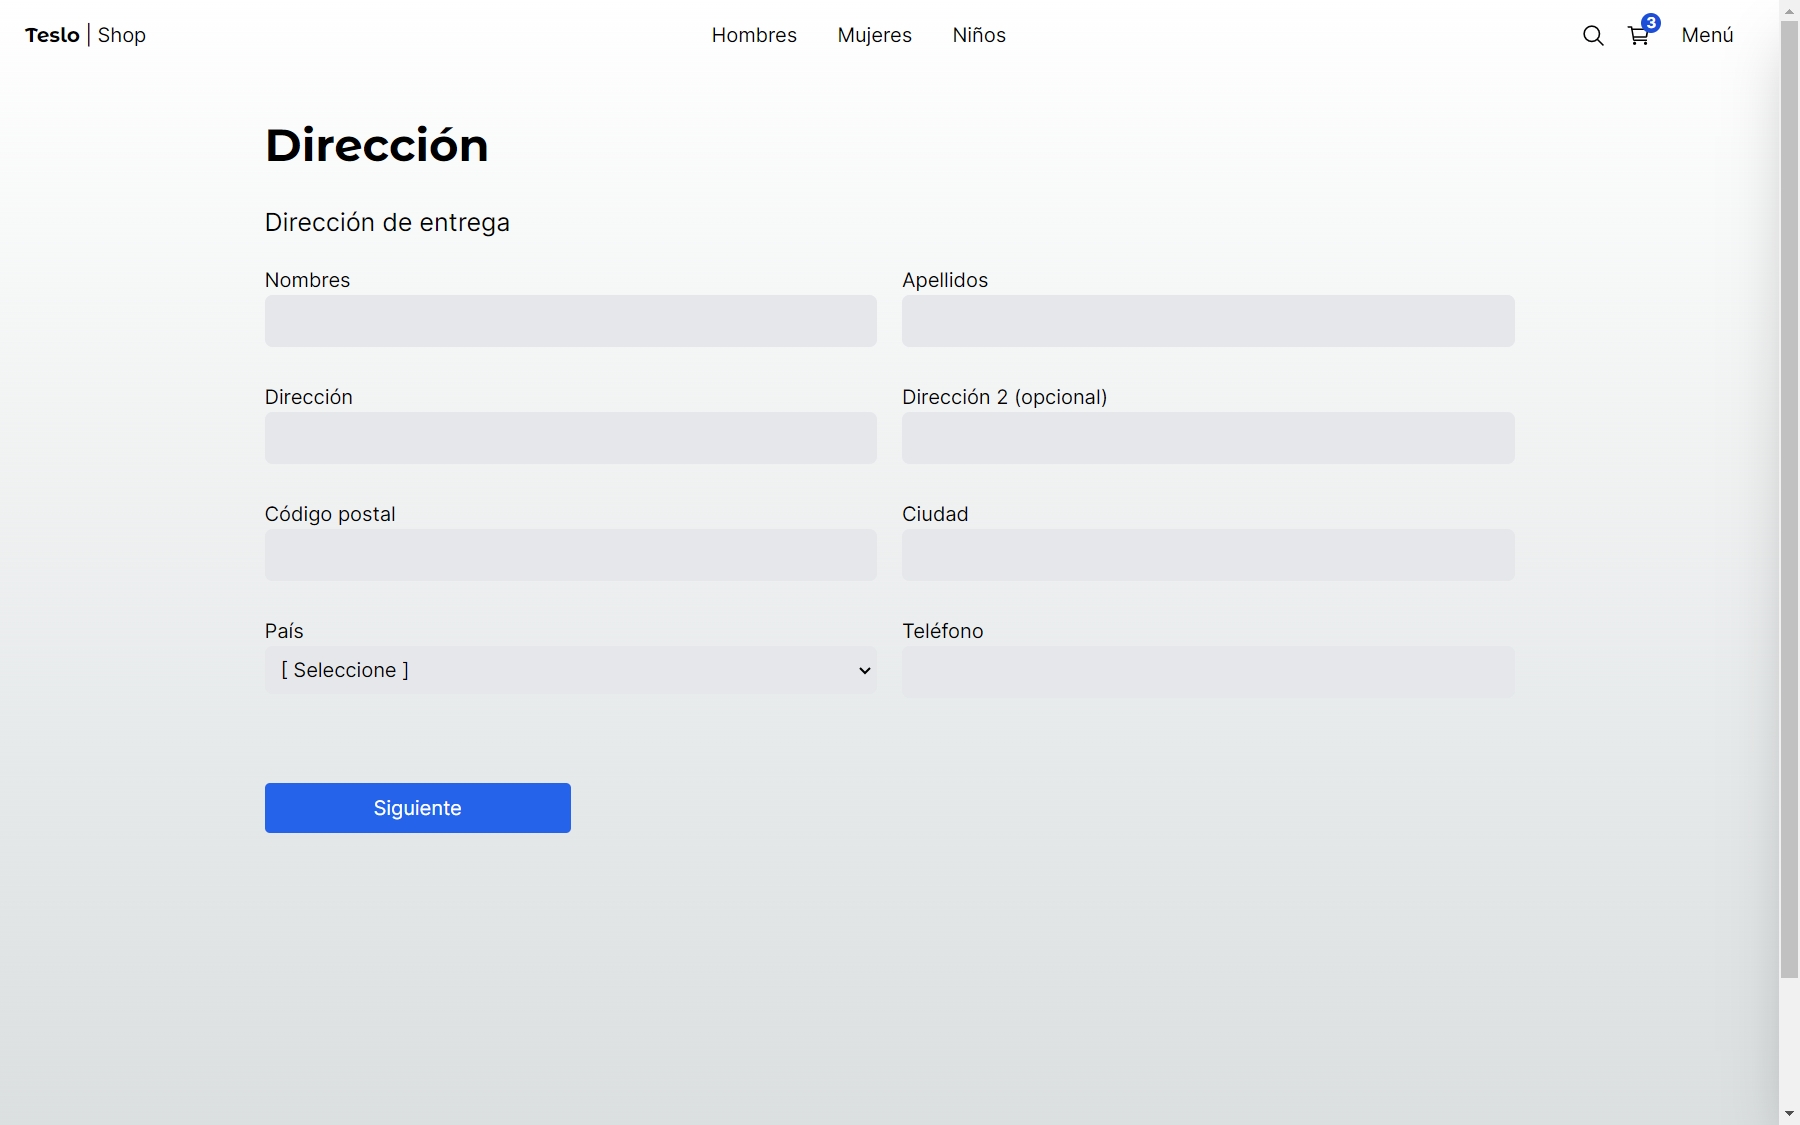 Teslo | Shop Hombres Mujeres Niños 3 Menú
Dirección
Dirección de entrega
Nombres Apellidos
Dirección Dirección 2 (opcional)
Código postal Ciudad
País Teléfono
[ Seleccione ]
Siguiente